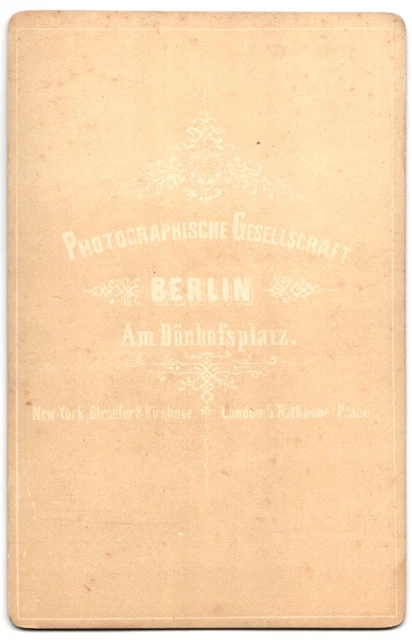 PHOTOGRAPHISCHE GESELLSCHAFT
BERLIN
Am Dönhofsplatz.
New-York, Stroefer & Kirchner London 5 Rathbone Place